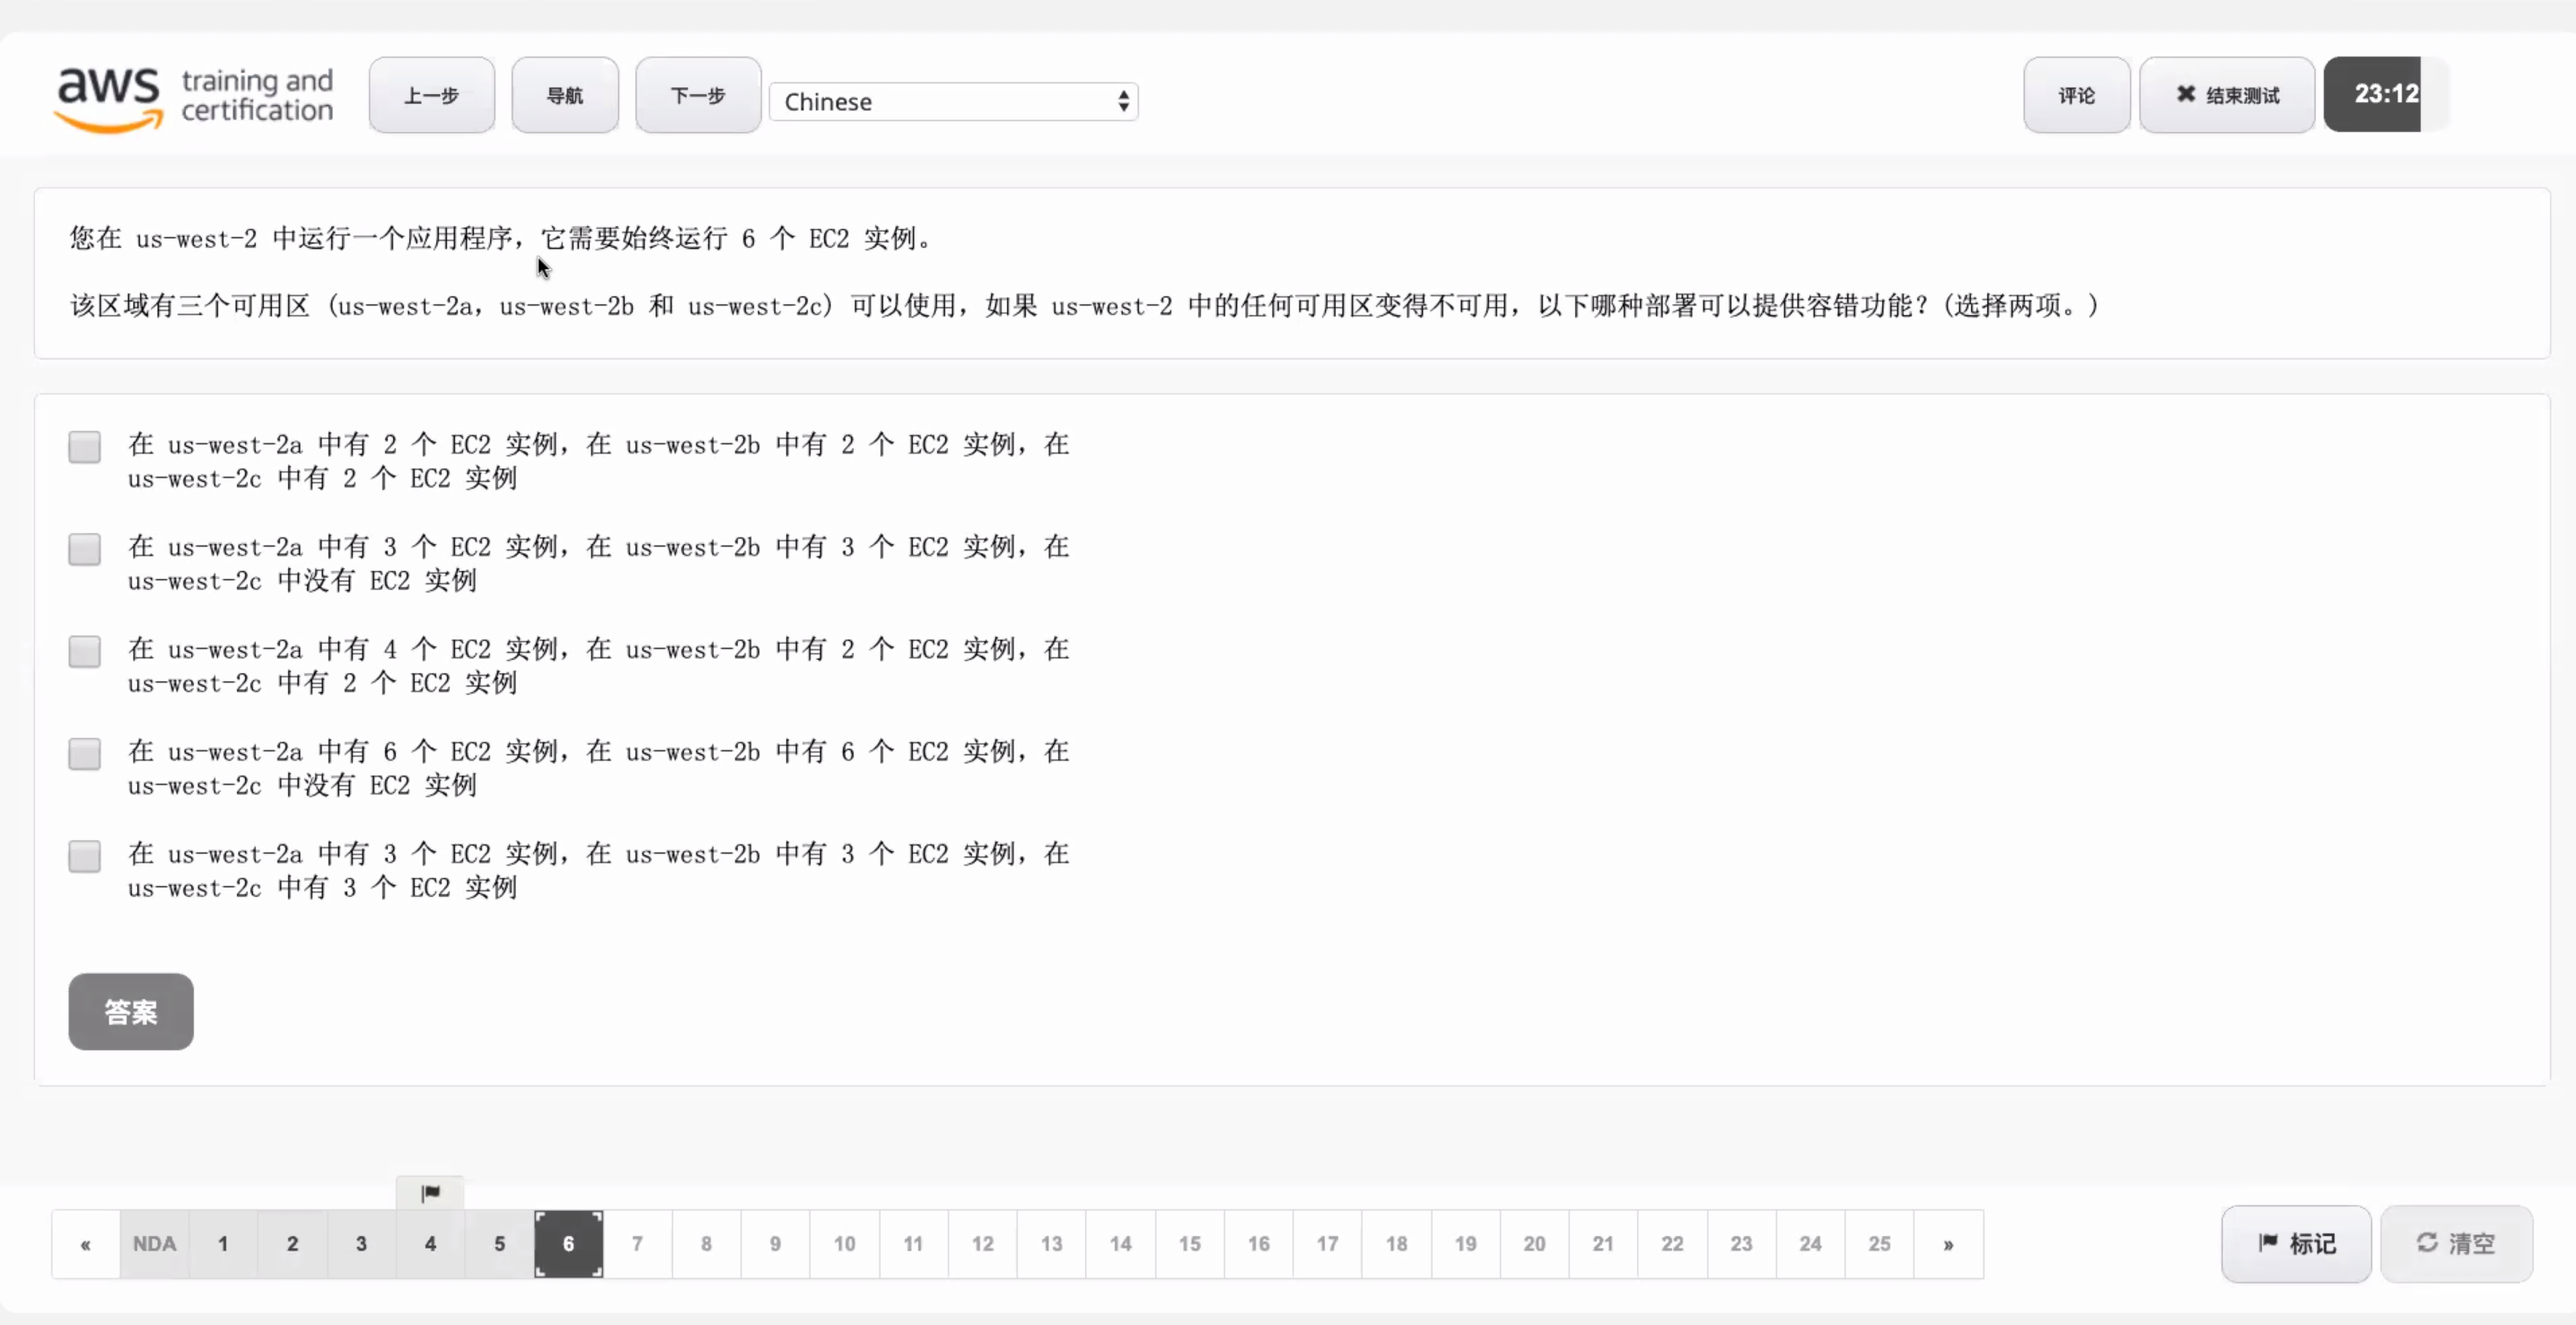 aws training and certification
上一步 导航 下一步 Chinese 评论 ✖ 结束测试 23:12
您在 us-west-2 中运行一个应用程序，它需要始终运行 6 个 EC2 实例。
该区域有三个可用区 (us-west-2a，us-west-2b 和 us-west-2c) 可以使用，如果 us-west-2 中的任何可用区变得不可用，以下哪种部署可以提供容错功能？(选择两项。)
在 us-west-2a 中有 2 个 EC2 实例，在 us-west-2b 中有 2 个 EC2 实例，在
us-west-2c 中有 2 个 EC2 实例
在 us-west-2a 中有 3 个 EC2 实例，在 us-west-2b 中有 3 个 EC2 实例，在
us-west-2c 中没有 EC2 实例
在 us-west-2a 中有 4 个 EC2 实例，在 us-west-2b 中有 2 个 EC2 实例，在
us-west-2c 中有 2 个 EC2 实例
在 us-west-2a 中有 6 个 EC2 实例，在 us-west-2b 中有 6 个 EC2 实例，在
us-west-2c 中没有 EC2 实例
在 us-west-2a 中有 3 个 EC2 实例，在 us-west-2b 中有 3 个 EC2 实例，在
us-west-2c 中有 3 个 EC2 实例
答案
« NDA 1 2 3 4 5 6 7 8 9 10 11 12 13 14 15 16 17 18 19 20 21 22 23 24 25 » 标记 清空